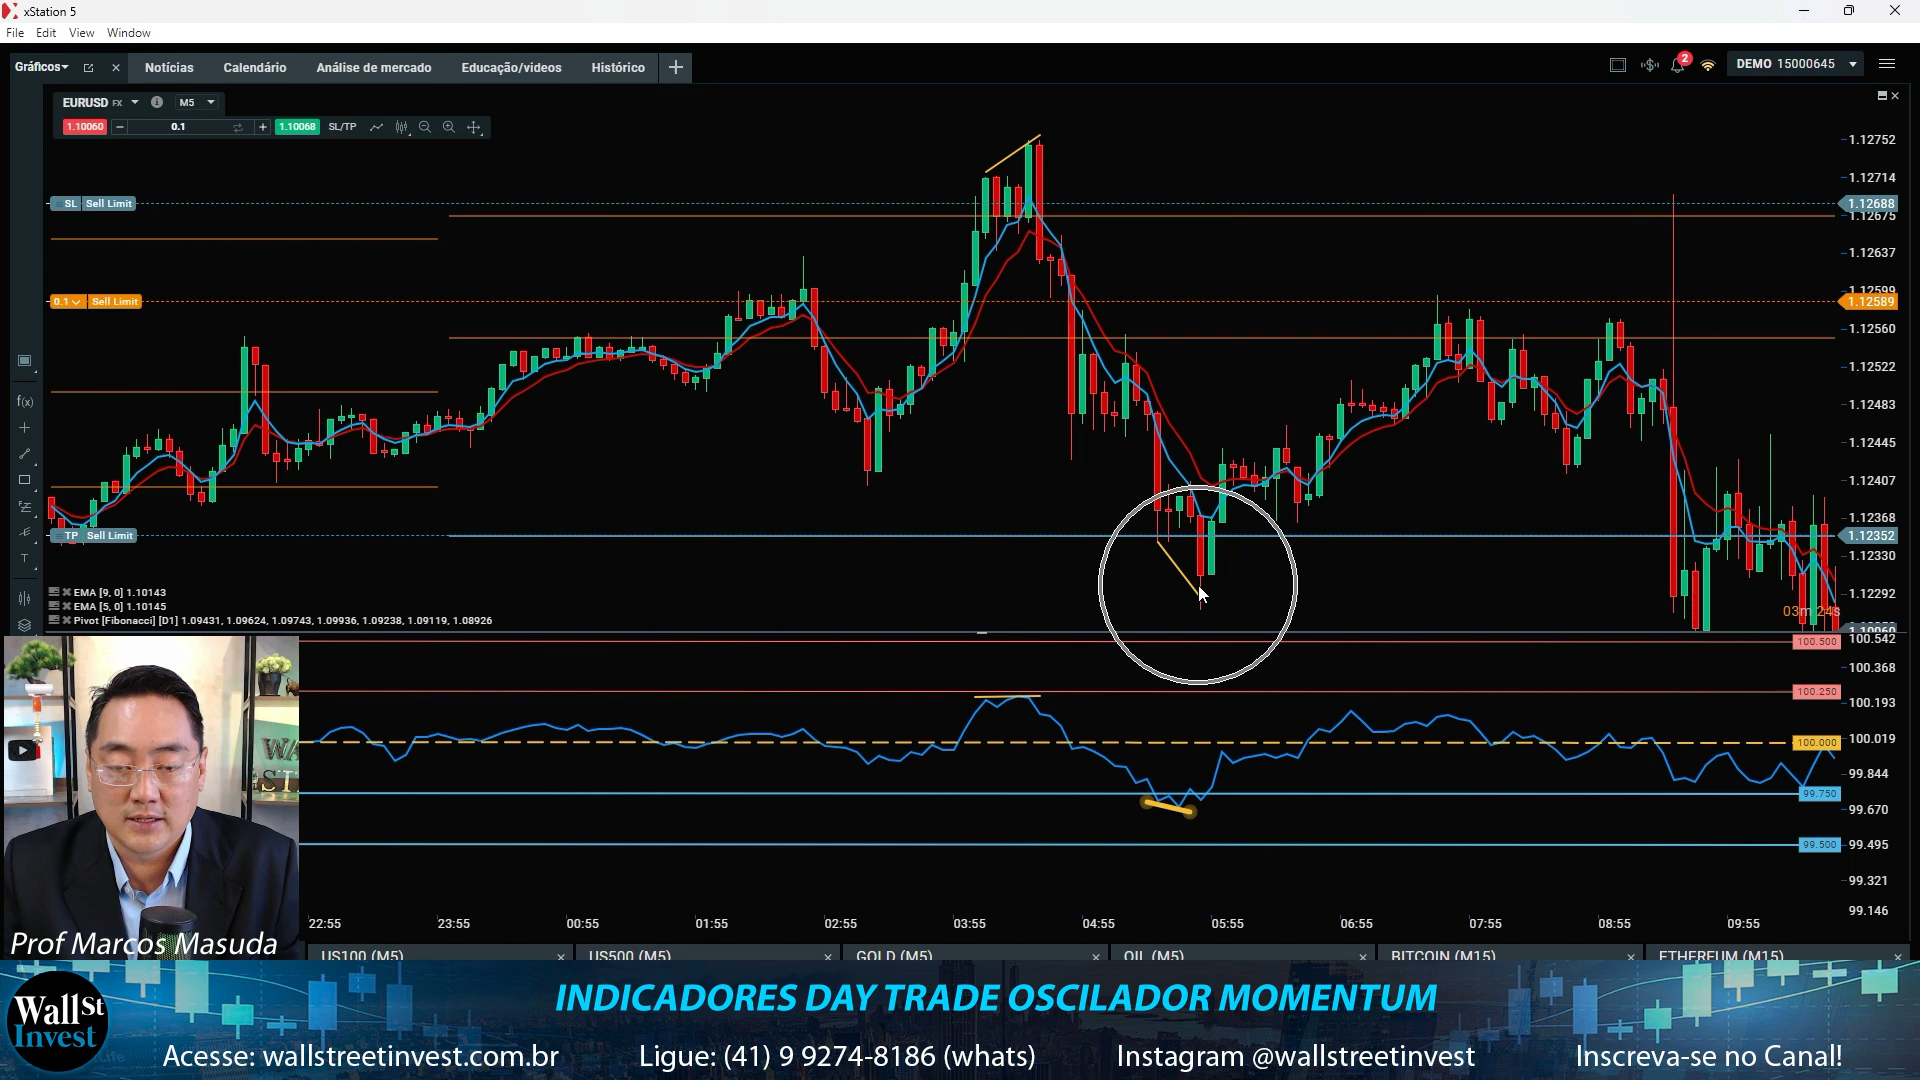 xStation 5
File Edit View Window
Gráficos Notícias Calendário Análise de mercado Educação/videos Histórico
2 DEMO 15000645
EURUSD FX M5
1.10060 0.1 1.10068 SL/TP
1.12752
1.12714
SL Sell Limit 1.12688
1.12675
1.12637
1.12599
0.1 Sell Limit 1.12589
1.12560
1.12522
f(x)
1.12483
1.12445
1.12407
1.12368
TP Sell Limit 1.12352
1.12330
T
EMA [9, 0] 1.10143 1.12292
EMA [5, 0] 1.10145 03m 24s
Pivot [Fibonacci] [D1] 1.09431, 1.09624, 1.09743, 1.09936, 1.09238, 1.09119, 1.08926
1.10060
100.500 100.542
100.368
100.250
100.193
100.000 100.019
99.844
99.750
99.670
99.500 99.495
99.321
99.146
22:55 23:55 00:55 01:55 02:55 03:55 04:55 05:55 06:55 07:55 08:55 09:55
Prof Marcos Masuda
US100 (M5) US500 (M5) GOLD (M5) OIL (M5) BITCOIN (M15) ETHEREUM (M15)
Wall St
Invest
INDICADORES DAY TRADE OSCILADOR MOMENTUM
Acesse: wallstreetinvest.com.br Ligue: (41) 9 9274-8186 (whats) Instagram @wallstreetinvest Inscreva-se no Canal!